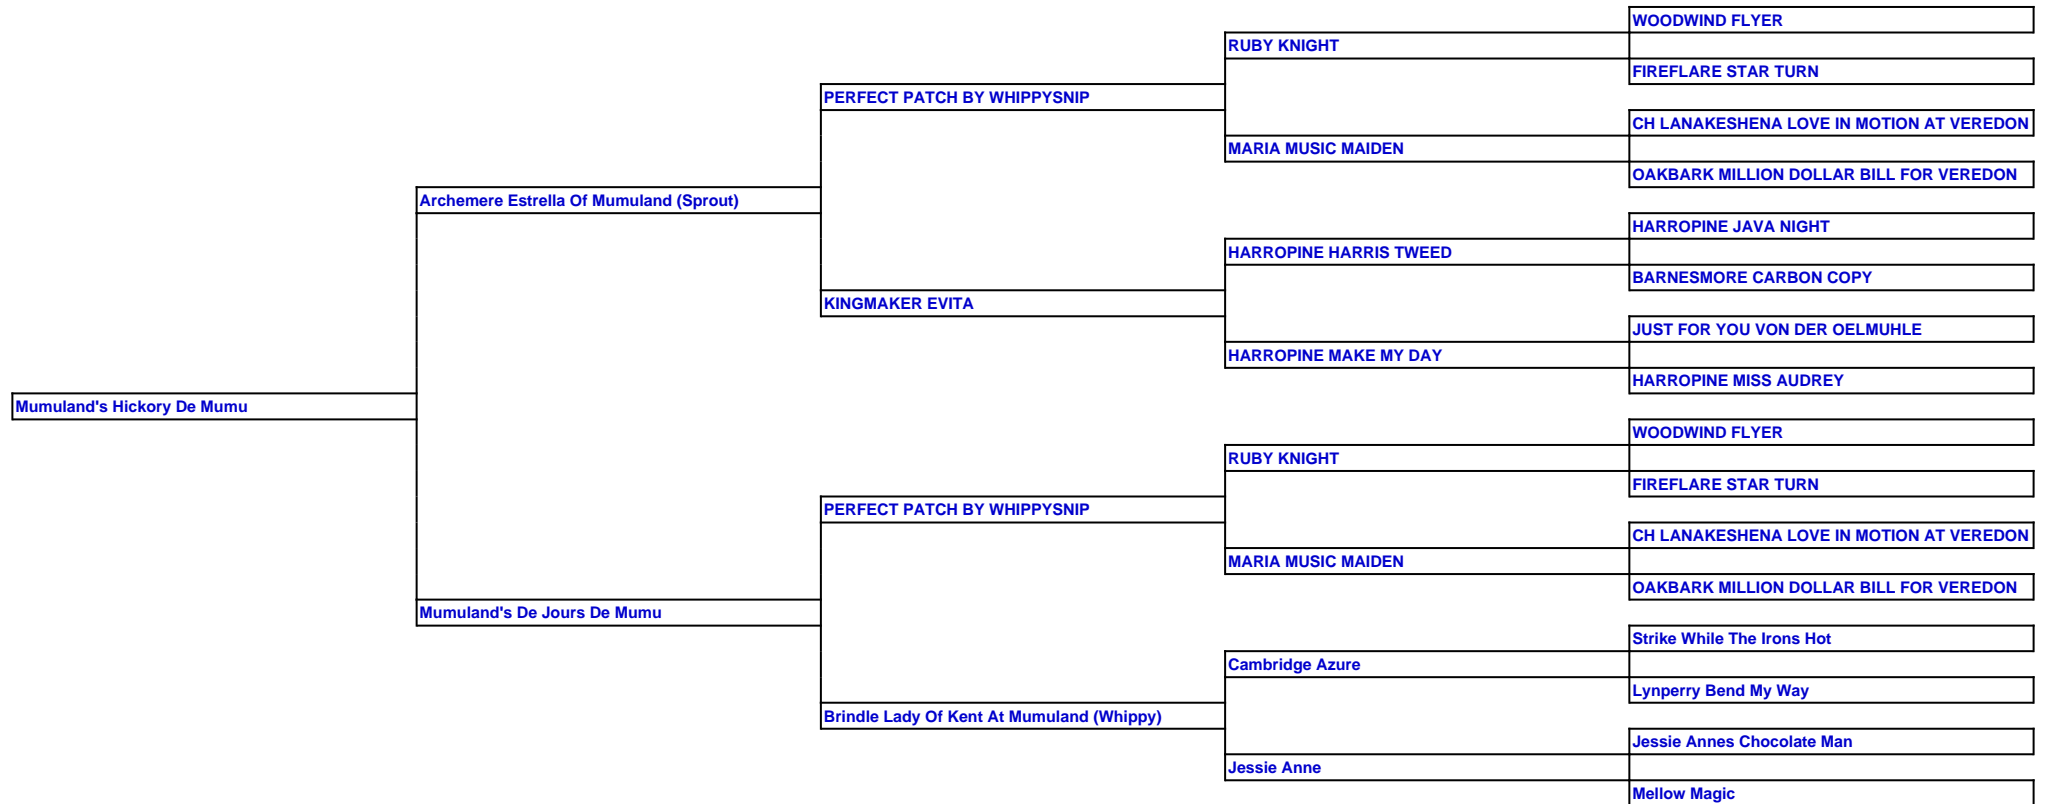 WOODWIND FLYER
RUBY KNIGHT
FIREFLARE STAR TURN
PERFECT PATCH BY WHIPPYSNIP
CH LANAKESHENA LOVE IN MOTION AT VEREDON
MARIA MUSIC MAIDEN
OAKBARK MILLION DOLLAR BILL FOR VEREDON
Archemere Estrella Of Mumuland (Sprout)
HARROPINE JAVA NIGHT
HARROPINE HARRIS TWEED
BARNESMORE CARBON COPY
KINGMAKER EVITA
JUST FOR YOU VON DER OELMUHLE
HARROPINE MAKE MY DAY
HARROPINE MISS AUDREY
Mumuland's Hickory De Mumu
WOODWIND FLYER
RUBY KNIGHT
FIREFLARE STAR TURN
PERFECT PATCH BY WHIPPYSNIP
CH LANAKESHENA LOVE IN MOTION AT VEREDON
MARIA MUSIC MAIDEN
OAKBARK MILLION DOLLAR BILL FOR VEREDON
Mumuland's De Jours De Mumu
Strike While The Irons Hot
Cambridge Azure
Lynperry Bend My Way
Brindle Lady Of Kent At Mumuland (Whippy)
Jessie Annes Chocolate Man
Jessie Anne
Mellow Magic